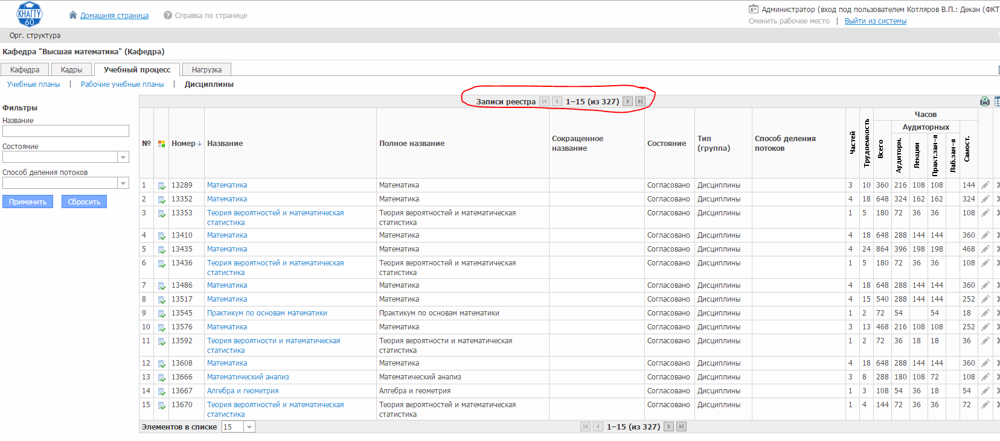 КНАГТУ
60
Домашняя страница
Справка по странице
Администратор (вход под пользователем Котляров В.П.: Декан (ФКТ
Сменить рабочее место | Выйти из системы
Орг. структура
Кафедра "Высшая математика" (Кафедра)
Кафедра Кадры Учебный процесс Нагрузка
Учебные планы | Рабочие учебные планы | Дисциплины
Записи реестра 1–15 (из 327)
Фильтры
Название
Состояние
Способ деления потоков
Применить Сбросить
№ Номер Название Полное название Сокращенное название Состояние Тип (группа) Способ деления потоков Частей Трудоемкость Часов
Всего Аудиторных Самост.
Аудиторн. Лекции Практ.зан-я Лаб.зан-я
1 13289 Математика Математика Согласовано Дисциплины 3 10 360 216 108 108 144
2 13352 Математика Математика Согласовано Дисциплины 4 18 648 324 162 162 324
3 13353 Теория вероятностей и математическая статистика Теория вероятностей и математическая статистика Согласовано Дисциплины 1 5 180 72 36 36 108
4 13410 Математика Математика Согласовано Дисциплины 4 18 648 288 144 144 360
5 13435 Математика Математика Согласовано Дисциплины 4 24 864 396 198 198 468
6 13436 Теория вероятностей и математическая статистика Теория вероятностей и математическая статистика Согласовано Дисциплины 1 5 180 72 36 36 108
7 13486 Математика Математика Согласовано Дисциплины 4 18 648 288 144 144 360
8 13517 Математика Математика Согласовано Дисциплины 4 15 540 288 144 144 252
9 13545 Практикум по основам математики Практикум по основам математики Согласовано Дисциплины 1 2 72 54 54 18
10 13576 Математика Математика Согласовано Дисциплины 3 13 468 216 108 108 252
11 13592 Теория вероятности и математическая статистика Теория вероятности и математическая статистика Согласовано Дисциплины 1 2 72 36 18 18 36
12 13608 Математика Математика Согласовано Дисциплины 4 18 648 288 144 144 360
13 13666 Математический анализ Математический анализ Согласовано Дисциплины 3 8 288 180 108 72 108
14 13667 Алгебра и геометрия Алгебра и геометрия Согласовано Дисциплины 1 3 108 54 36 18 54
15 13670 Теория вероятностей и математическая статистика Теория вероятностей и математическая статистика Согласовано Дисциплины 1 4 144 72 36 36 72
Элементов в списке 15 1–15 (из 327)